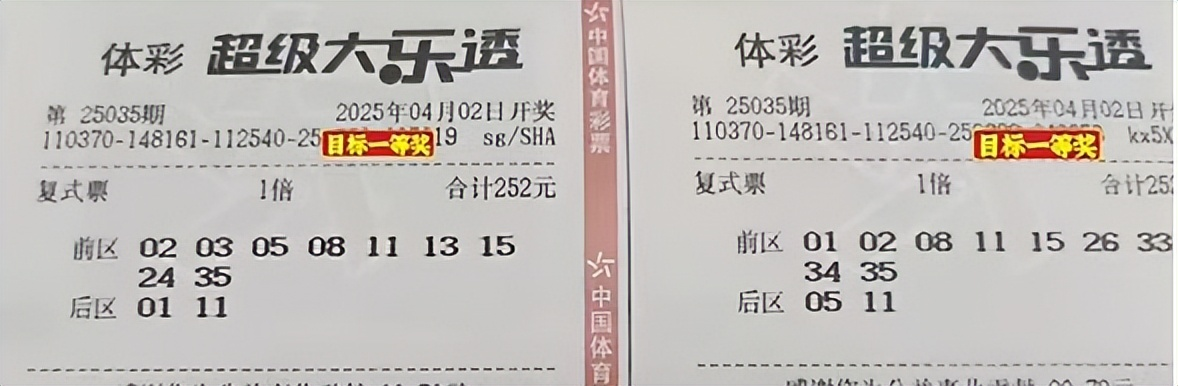 体彩 超级大乐透
第 25035期 2025年04月02日开奖
110370-148161-112540-25 19 sg/SHA
目标一等奖
复式票 1倍 合计252元
前区 02 03 05 08 11 13 15
24 35
后区 01 11
中国体育彩票
中国体育
体彩 超级大乐透
第 25035期 2025年04月02日开
110370-148161-112540-25 kx5X
目标一等奖
复式票 1倍 合计252
前区 01 02 08 11 15 26 33
34 35
后区 05 11